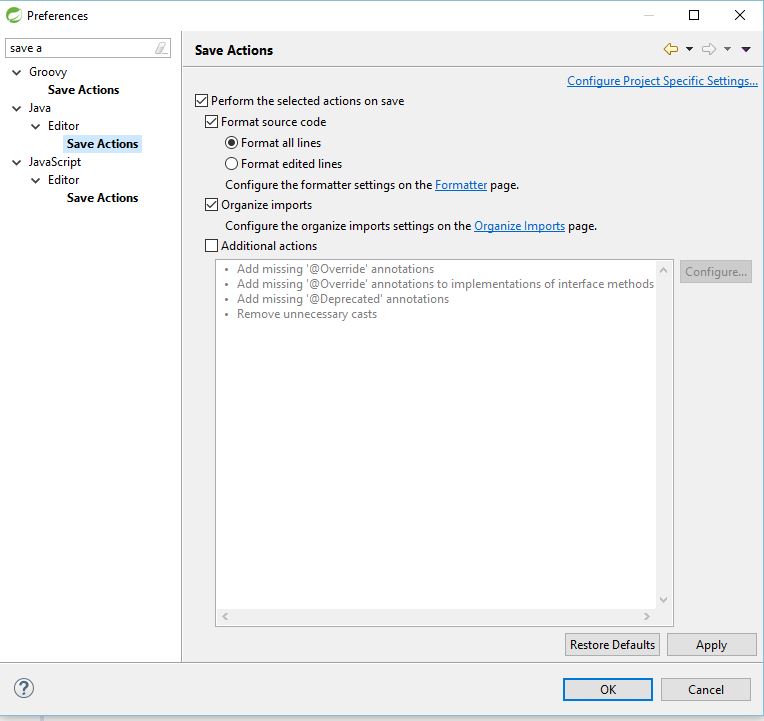 Preferences
save a
Groovy
Save Actions
Java
Editor
Save Actions
JavaScript
Editor
Save Actions
Save Actions
Configure Project Specific Settings...
Perform the selected actions on save
Format source code
Format all lines
Format edited lines
Configure the formatter settings on the Formatter page.
Organize imports
Configure the organize imports settings on the Organize Imports page.
Additional actions
• Add missing '@Override' annotations
• Add missing '@Override' annotations to implementations of interface methods
• Add missing '@Deprecated' annotations
• Remove unnecessary casts
Configure...
Restore Defaults
Apply
?
OK
Cancel